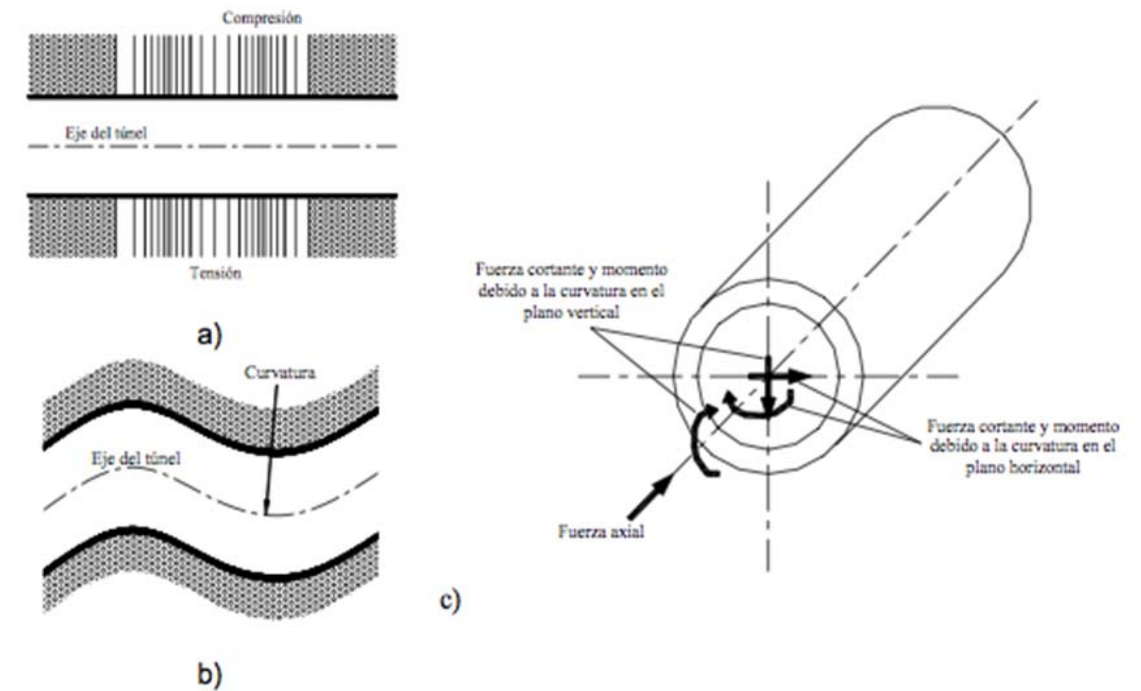 Compresión
Eje del túnel
Tensión
a)
Curvatura
Eje del túnel
b)
Fuerza cortante y momento
debido a la curvatura en el
plano vertical
Fuerza cortante y momento
debido a la curvatura en el
plano horizontal
Fuerza axial
c)